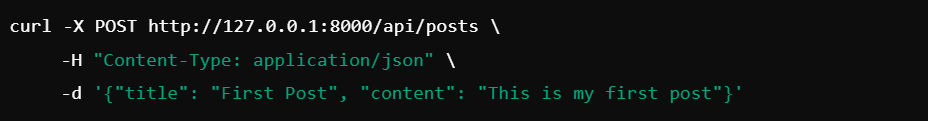 curl -X POST http://127.0.0.1:8000/api/posts \
-H "Content-Type: application/json" \
-d '{"title": "First Post", "content": "This is my first post"}'